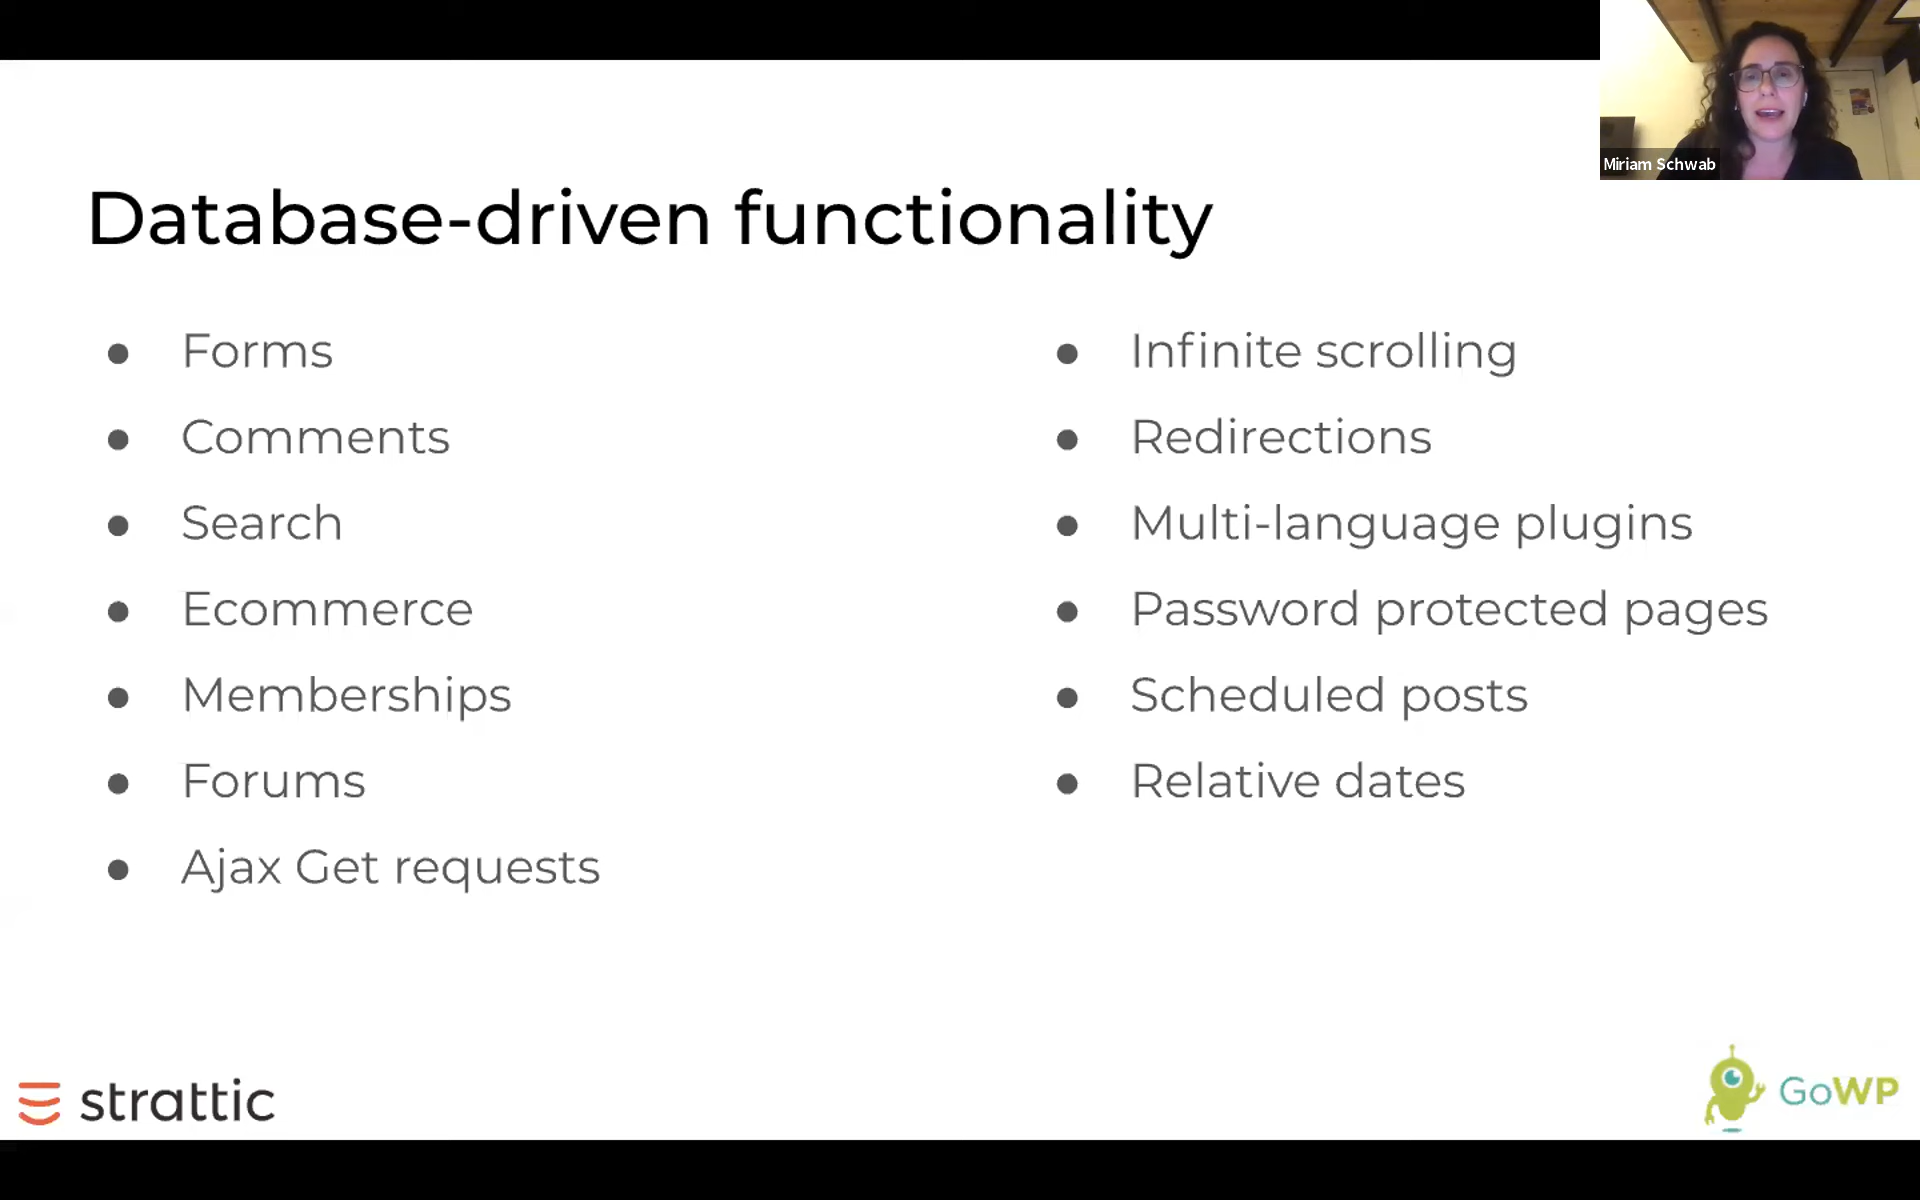 Miriam Schwab
Database-driven functionality
Forms
Comments
Search
Ecommerce
Memberships
Forums
Ajax Get requests
Infinite scrolling
Redirections
Multi-language plugins
Password protected pages
Scheduled posts
Relative dates
strattic
GoWP